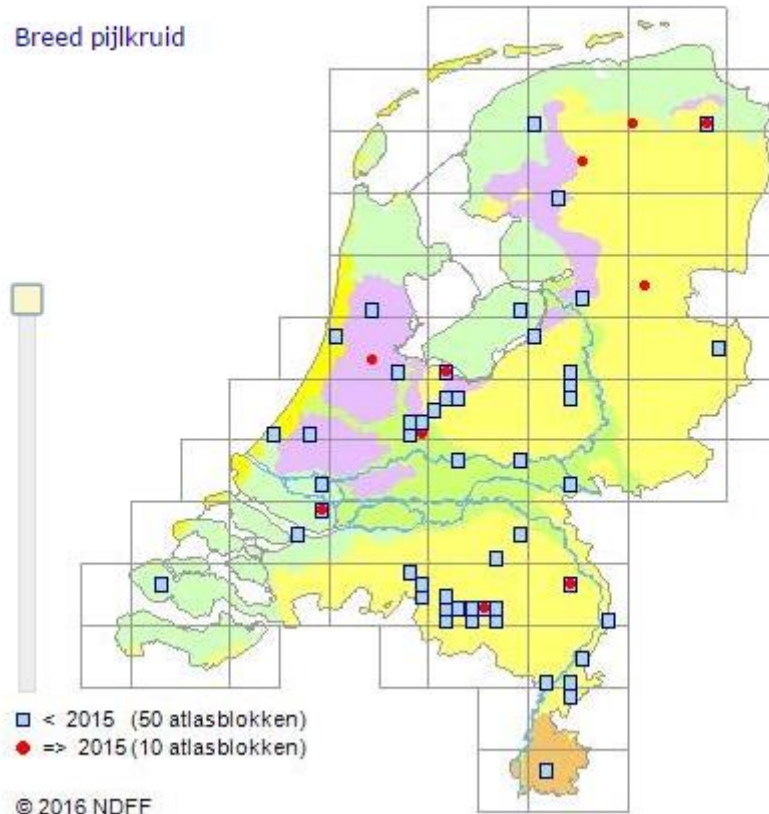 Breed pijlkruid
< 2015 (50 atlasblokken)
=> 2015 (10 atlasblokken)
© 2016 NDFF